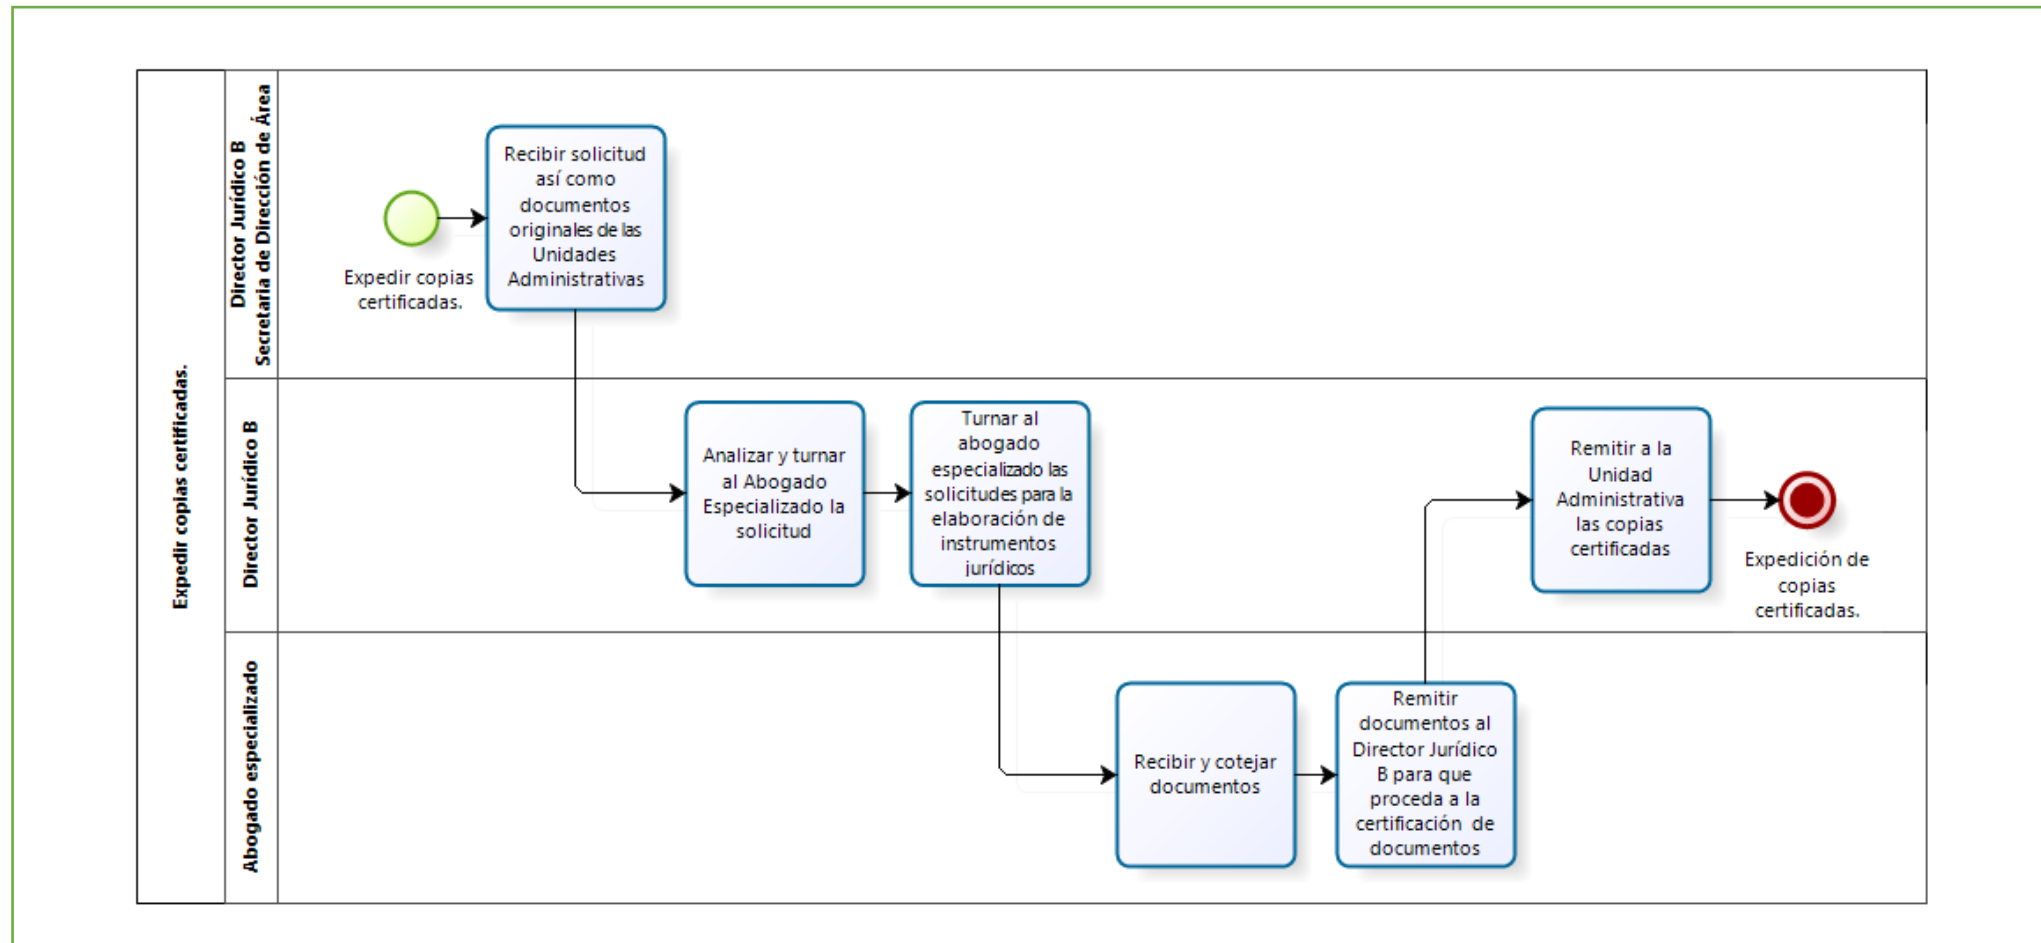 Expedir copias certificadas.
Director Jurídico B
Secretaria de Dirección de Área
Expedir copias
certificadas.
Recibir solicitud
así como
documentos
originales de las
Unidades
Administrativas
Director Jurídico B
Analizar y turnar
al Abogado
Especializado la
solicitud
Turnar al
abogado
especializado las
solicitudes para la
elaboración de
instrumentos
jurídicos
Remitir a la
Unidad
Administrativa
las copias
certificadas
Expedición de
copias
certificadas.
Abogado especializado
Recibir y cotejar
documentos
Remitir
documentos al
Director Jurídico
B para que
proceda a la
certificación de
documentos